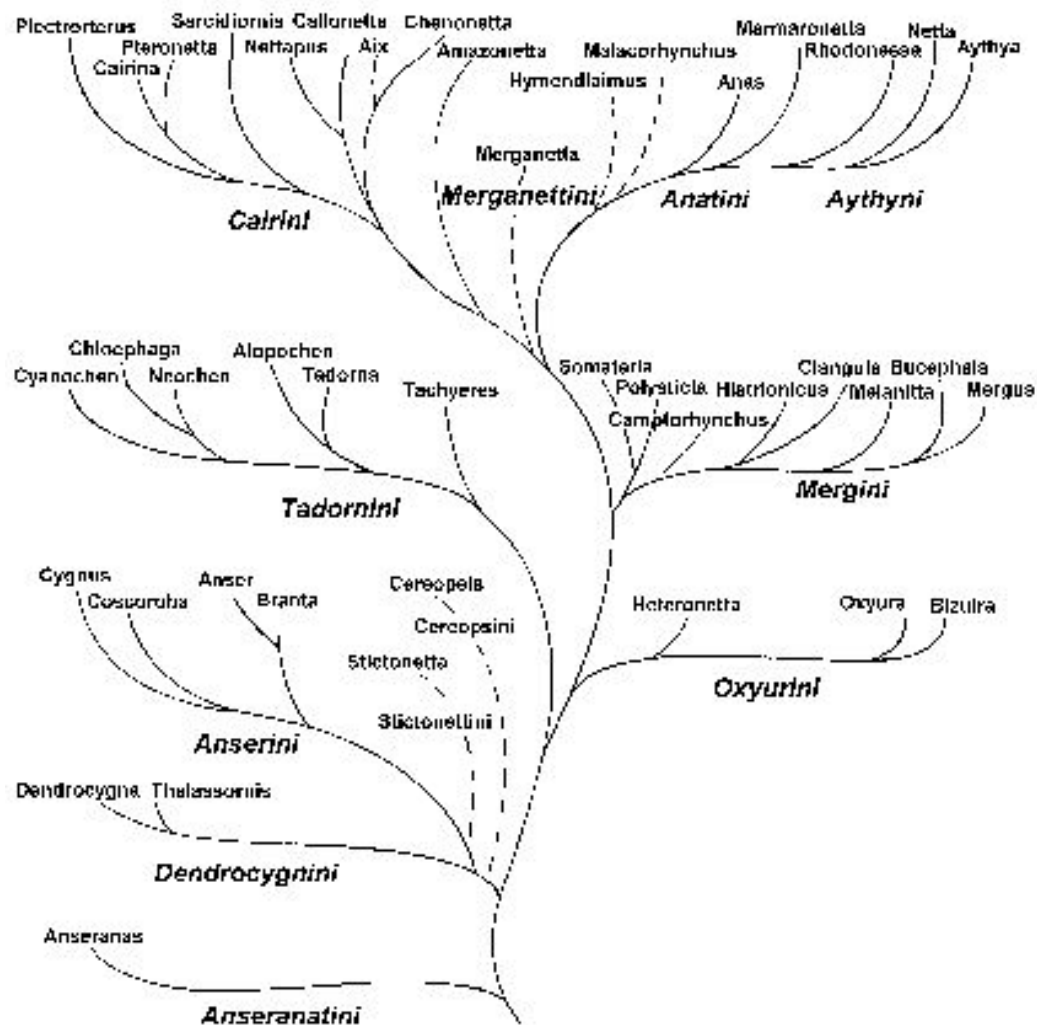 Plectrorterus
Pteronetta
Cairina
Sarcidiornis
Nettapus
Callonetta
Aix
Chenonetta
Amazonetta
Hymendlaimus
Malacorhynchus
Marmaronetta
Anas
Rhodonessa
Netta
Aythya
Merganetta
Cairini
Merganettini
Anatini
Aythyni
Chloephaga
Cyanochen
Neochen
Alopochen
Tadorna
Tachyeres
Somateria
Polysticta
Camptorhynchus
Histrionicus
Clangula
Melanitta
Bucephala
Mergus
Tadornini
Mergini
Cygnus
Coscoroba
Anser
Branta
Cereopsis
Cereopsini
Stictonetta
Stictonettini
Heteronetta
Oxyura
Biziura
Anserini
Oxyurini
Dendrocygna
Thalassornis
Dendrocygnini
Anseranas
Anseranatini